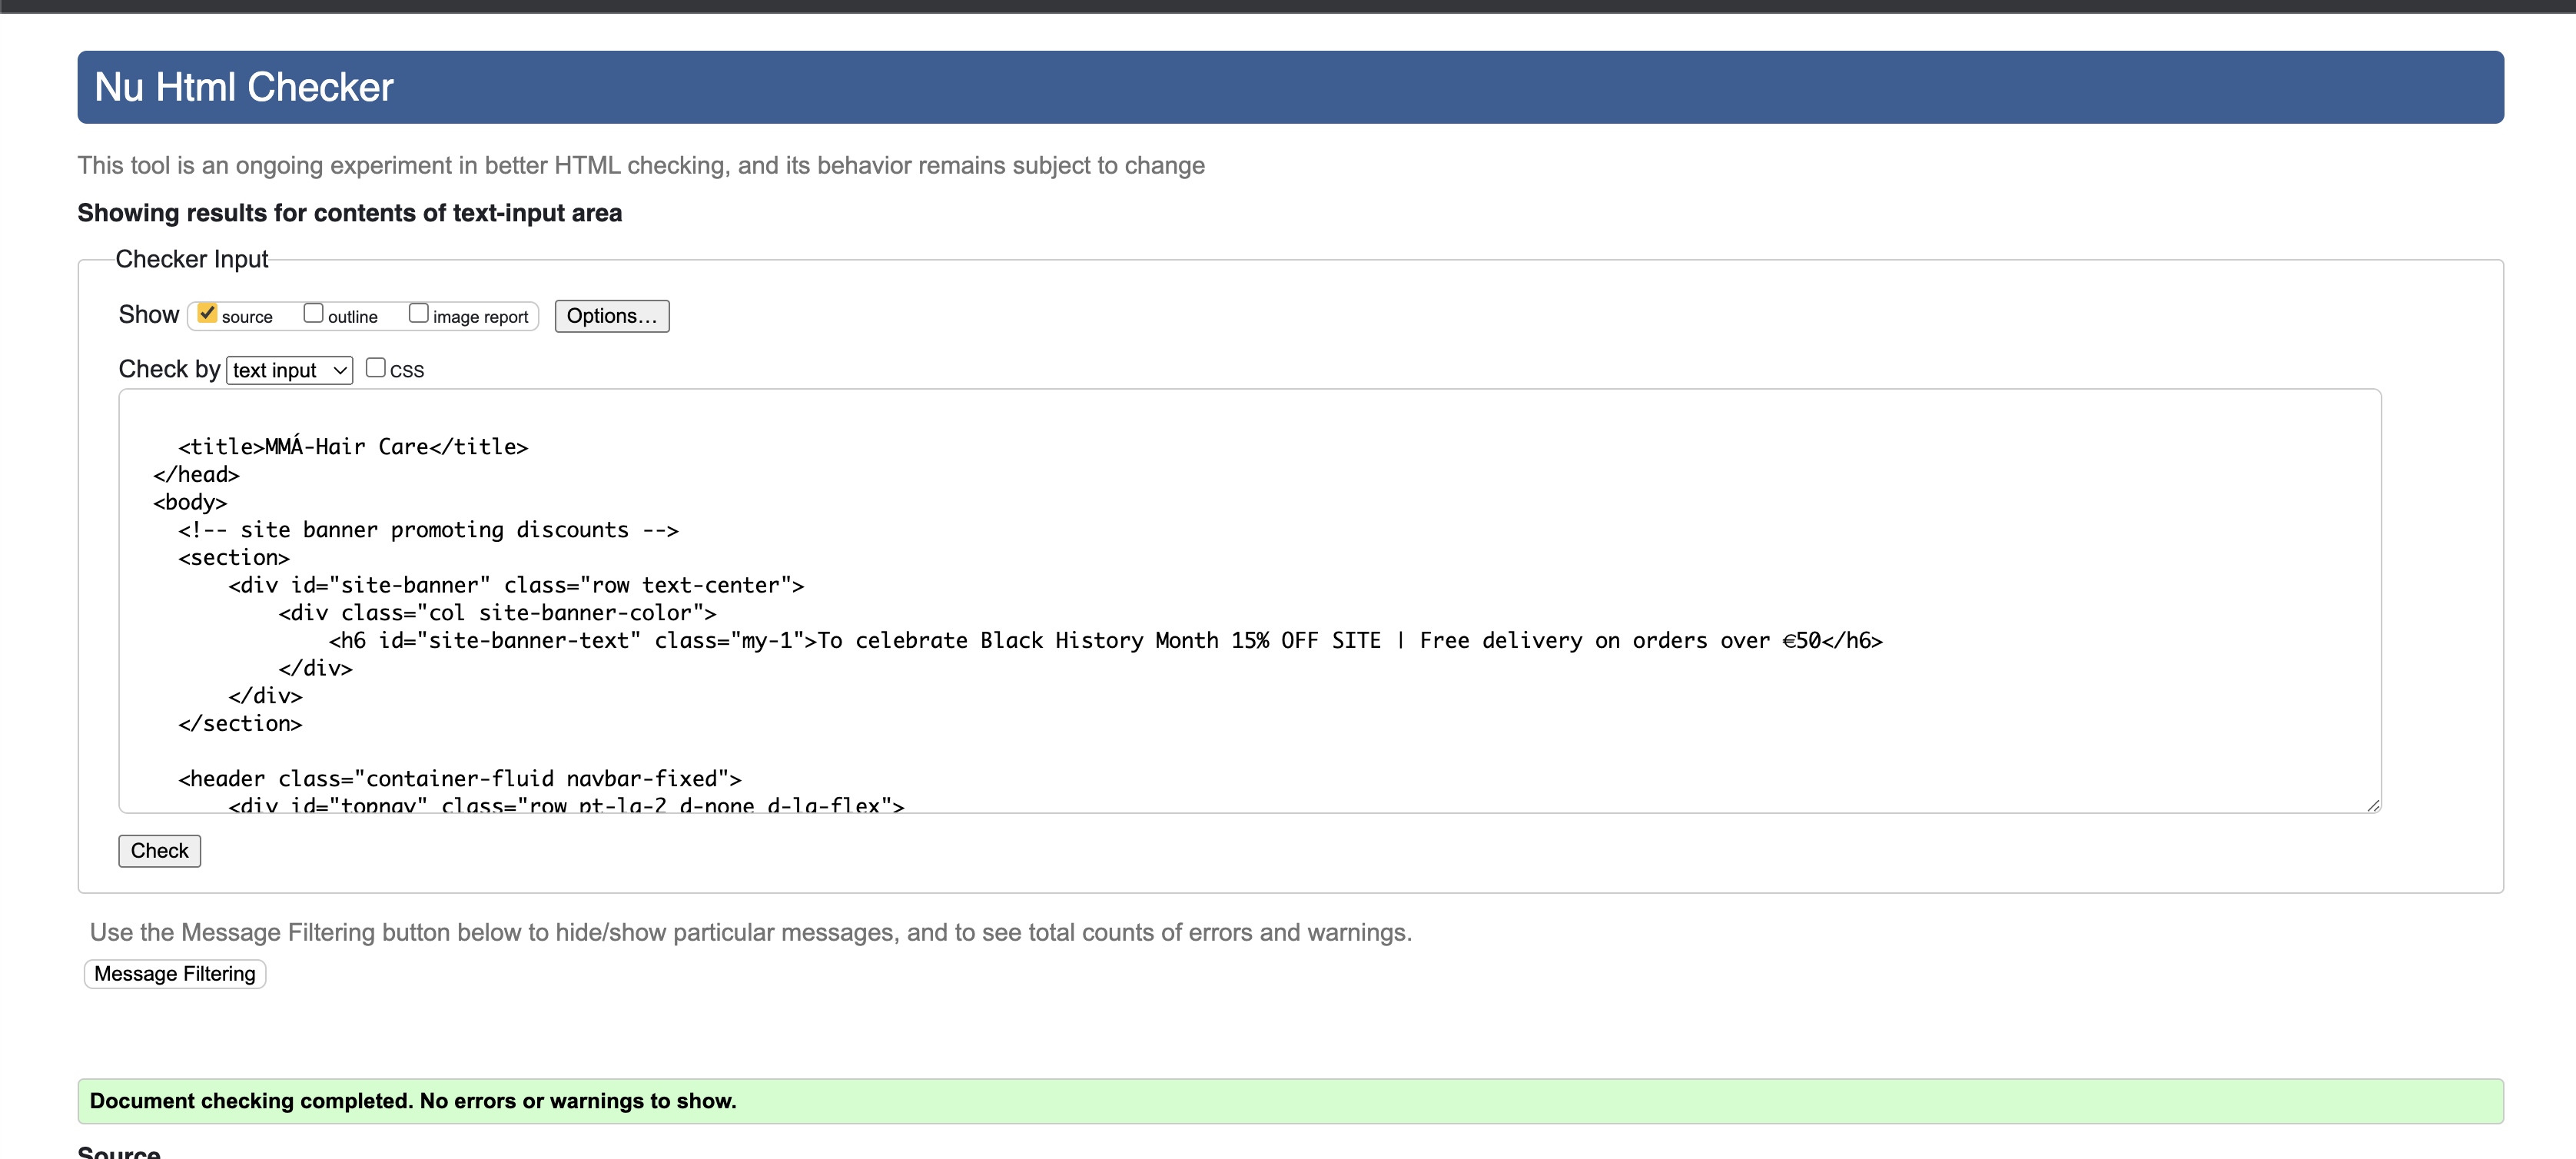 Nu Html Checker
This tool is an ongoing experiment in better HTML checking, and its behavior remains subject to change
Showing results for contents of text-input area
Checker Input
Show source outline image report Options...
Check by text input CSS
<title>MMÁ-Hair Care</title>
</head>
<body>
<!-- site banner promoting discounts -->
<section>
<div id="site-banner" class="row text-center">
<div class="col site-banner-color">
<h6 id="site-banner-text" class="my-1">To celebrate Black History Month 15% OFF SITE | Free delivery on orders over €50</h6>
</div>
</div>
</section>
<header class="container-fluid navbar-fixed">
<div id="topnav" class="row pt-lg-2 d-none d-lg-flex">
Check
Use the Message Filtering button below to hide/show particular messages, and to see total counts of errors and warnings.
Message Filtering
Document checking completed. No errors or warnings to show.
Source